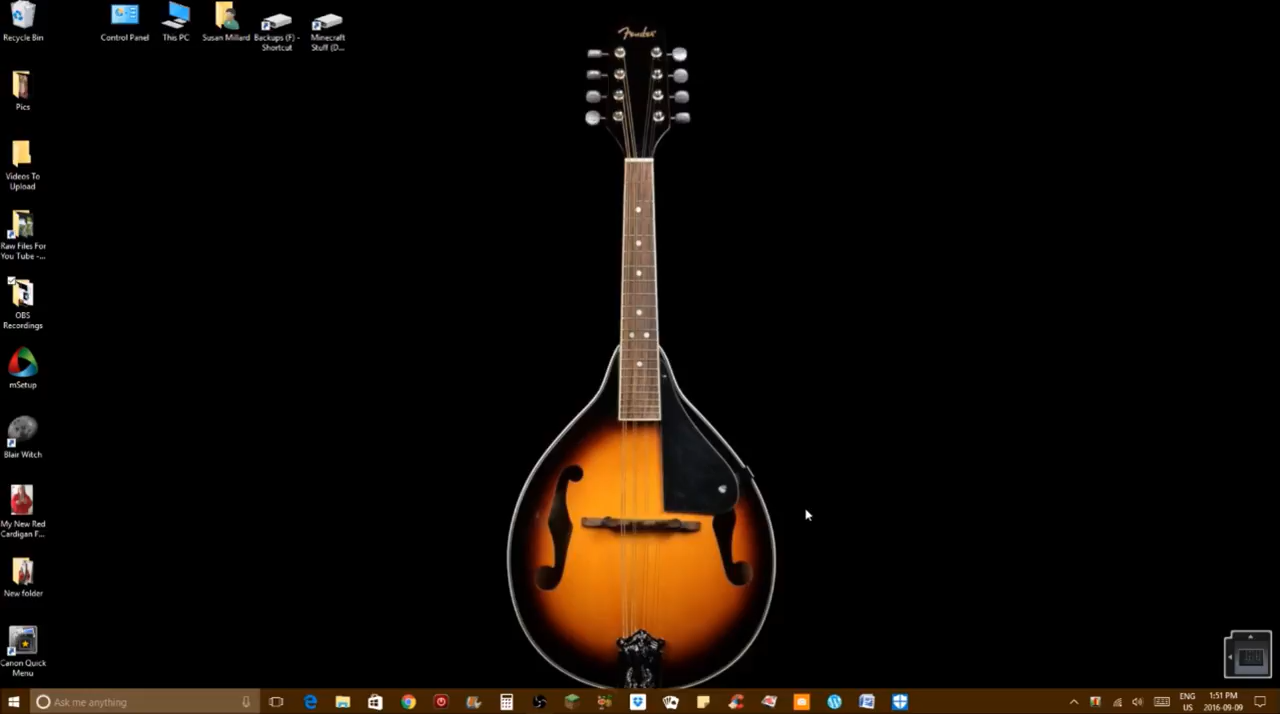 Recycle Bin
Control Panel
This PC
Susan Millard
Backups (F) -
Shortcut
Minecraft
Stuff (D...
Fender
Pics
Videos To
Upload
Raw Files For
You Tube -...
OBS
Recordings
mSetup
Blair Witch
My New Red
Cardigan F...
New folder
Canon Quick
Menu
Ask me anything
ENG
US
1:51 PM
2016-09-09